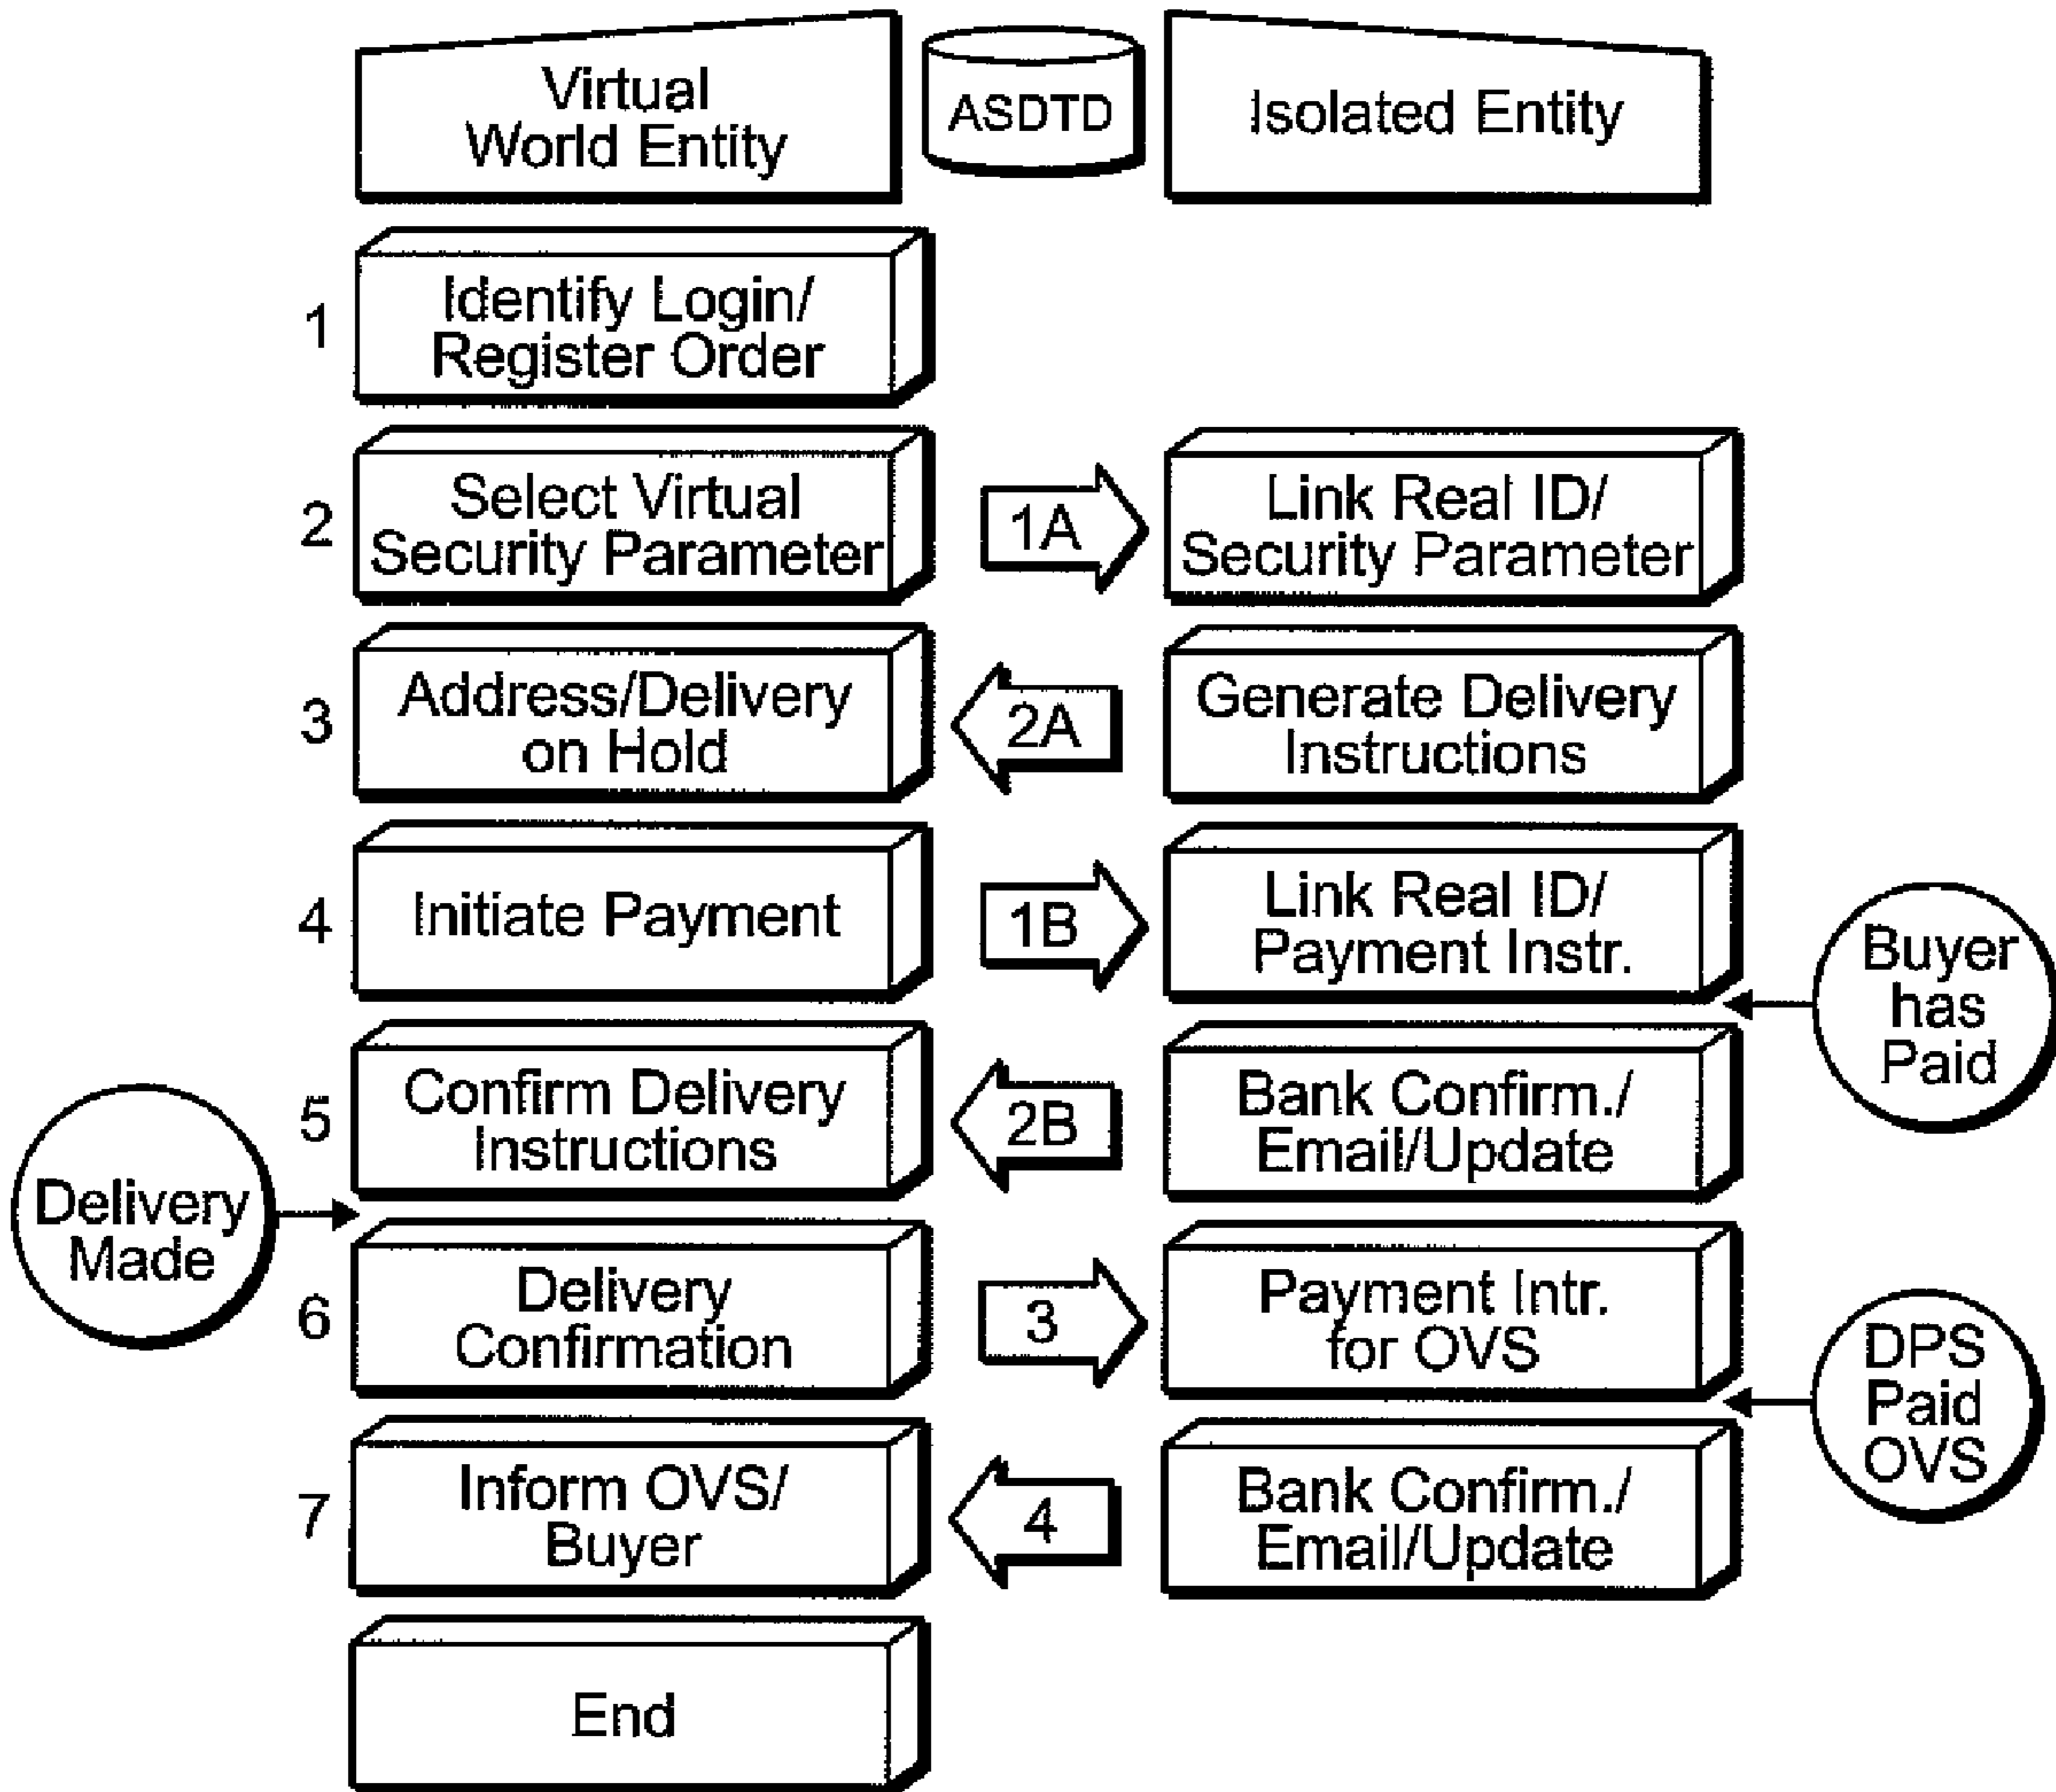 Virtual
World Entity
ASDTD
Isolated Entity
1
Identify Login/
Register Order
2
Select Virtual
Security Parameter
1A
Link Real ID/
Security Parameter
3
Address/Delivery
on Hold
2A
Generate Delivery
Instructions
4
Initiate Payment
1B
Link Real ID/
Payment Instr.
Buyer
has
Paid
5
Confirm Delivery
Instructions
2B
Bank Confirm./
Email/Update
Delivery
Made
6
Delivery
Confirmation
3
Payment Intr.
for OVS
DPS
Paid
OVS
7
Inform OVS/
Buyer
4
Bank Confirm./
Email/Update
End